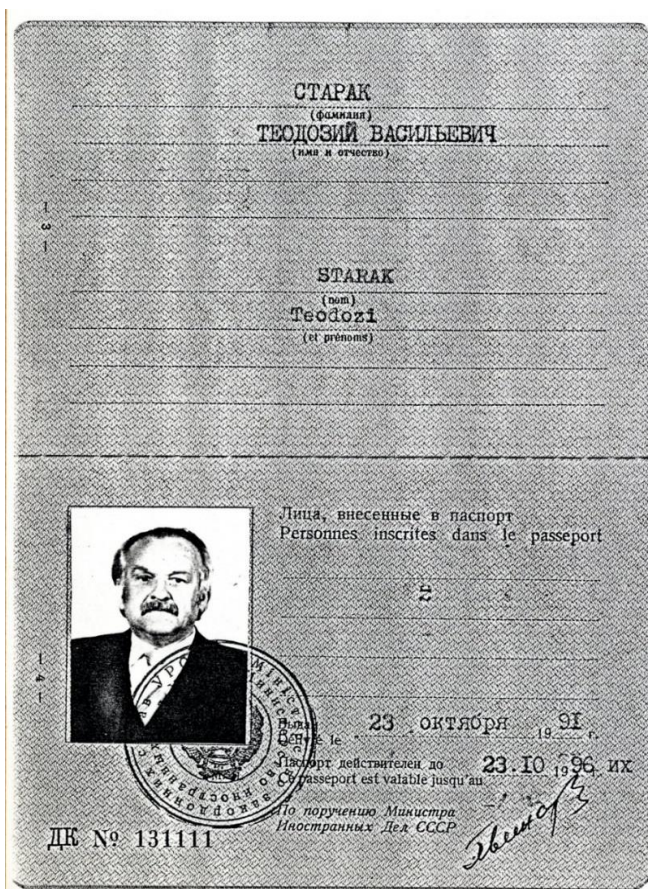 СТАРАК
(фамилия)
ТЕОДОЗИЙ ВАСИЛЬЕВИЧ
(имя и отчество)
— 3 —
STARAK
(nom)
Teodozi
(et prénoms)
Лица, внесенные в паспорт
Personnes inscrites dans le passeport
— 4 —
23 октября 1991 г.
le
Паспорт действителен до 23.10 1996 г. их
Ce passeport est valable jusqu'au
По поручению Министра
Иностранных Дел СССР
ДК № 131111